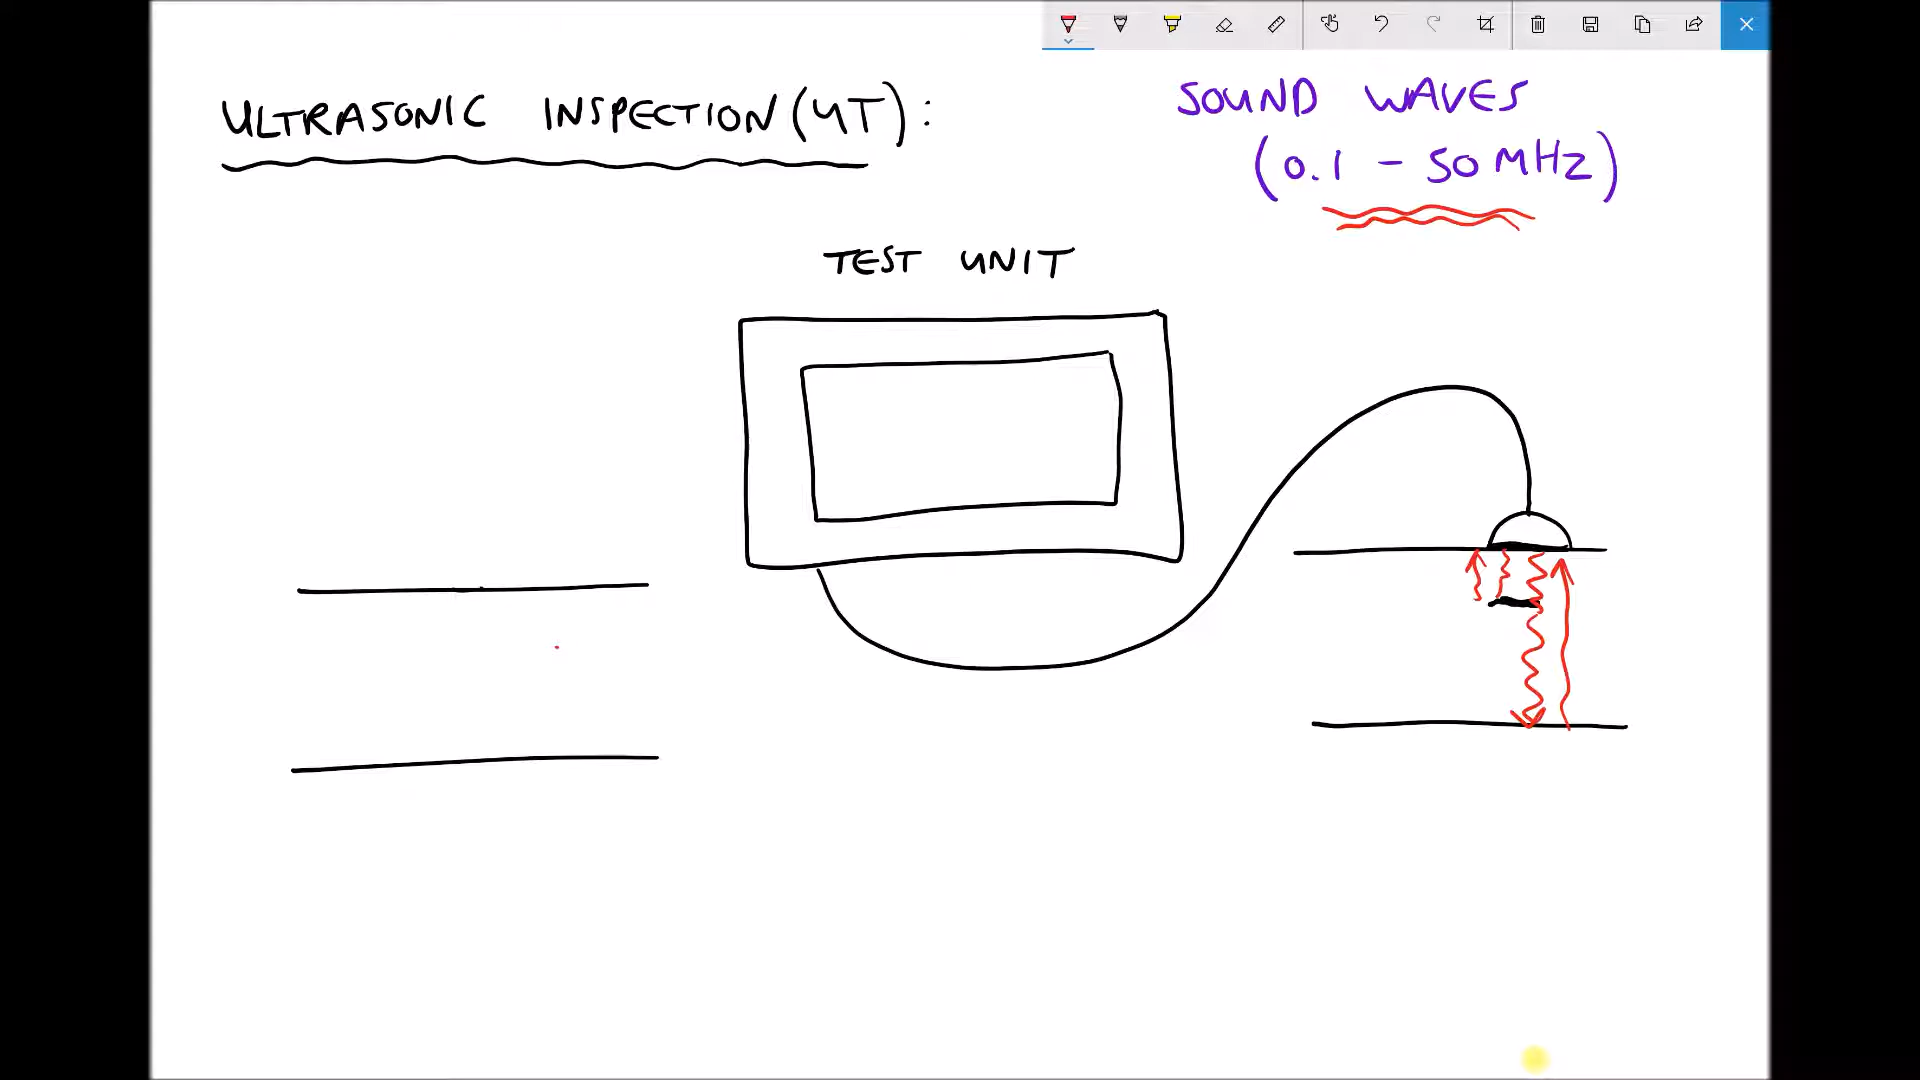 ULTRASONIC INSPECTION (UT):
SOUND WAVES
(0.1 - 50 MHZ)
TEST UNIT